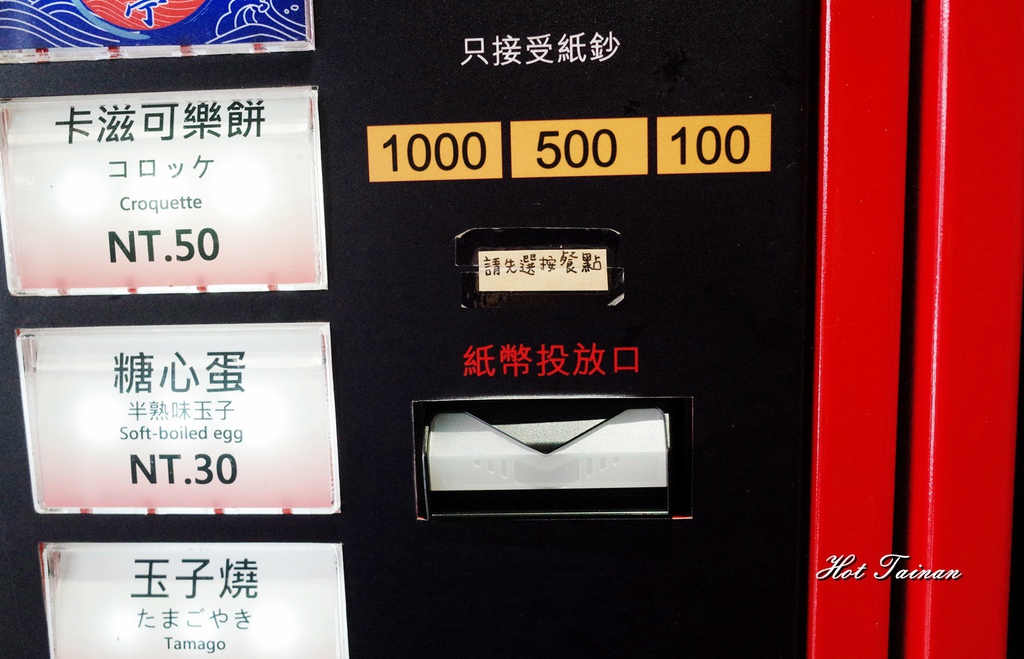 亭
卡滋可樂餅
コロッケ
Croquette
NT.50
糖心蛋
半熟味玉子
Soft-boiled egg
NT.30
玉子燒
たまごやき
Tamago
只接受紙鈔
1000 500 100
請先選按餐點
紙幣投放口
Hot Tainan